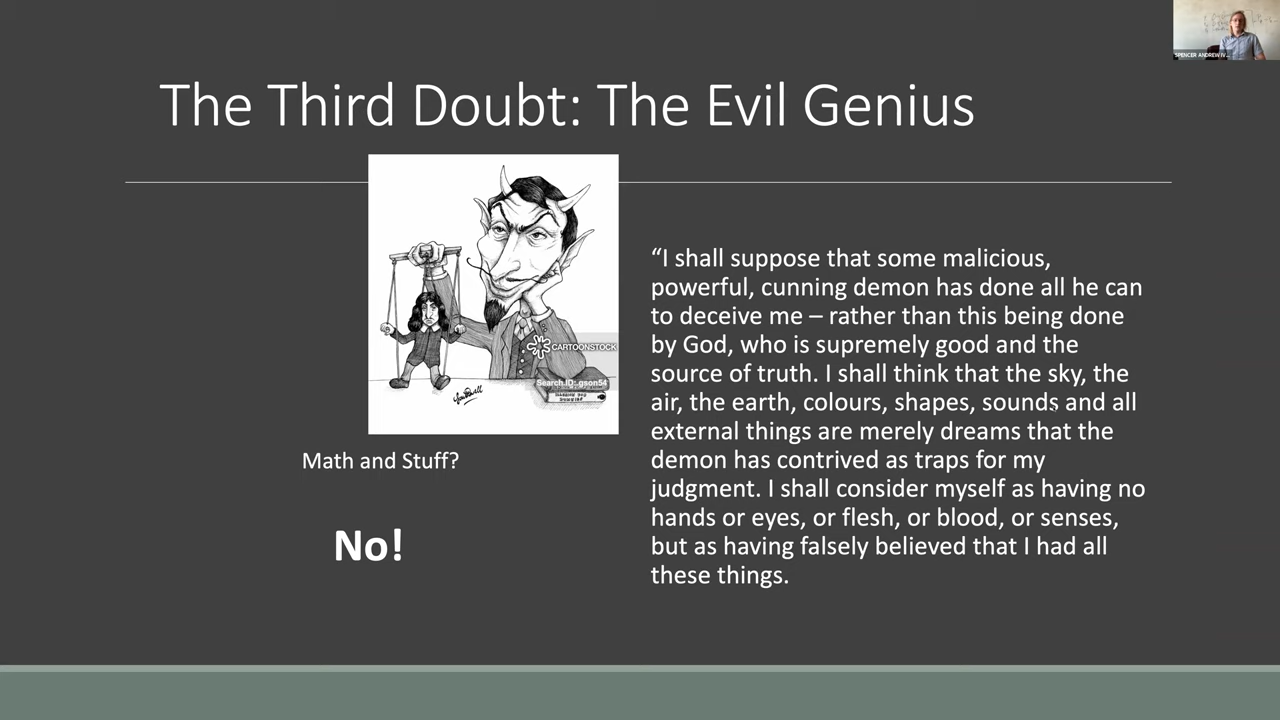 SPENCER ANDREW IV...
The Third Doubt: The Evil Genius
CARTOONSTOCK
Search ID: gson54
Math and Stuff?
No!
“I shall suppose that some malicious,
powerful, cunning demon has done all he can
to deceive me – rather than this being done
by God, who is supremely good and the
source of truth. I shall think that the sky, the
air, the earth, colours, shapes, sounds and all
external things are merely dreams that the
demon has contrived as traps for my
judgment. I shall consider myself as having no
hands or eyes, or flesh, or blood, or senses,
but as having falsely believed that I had all
these things.